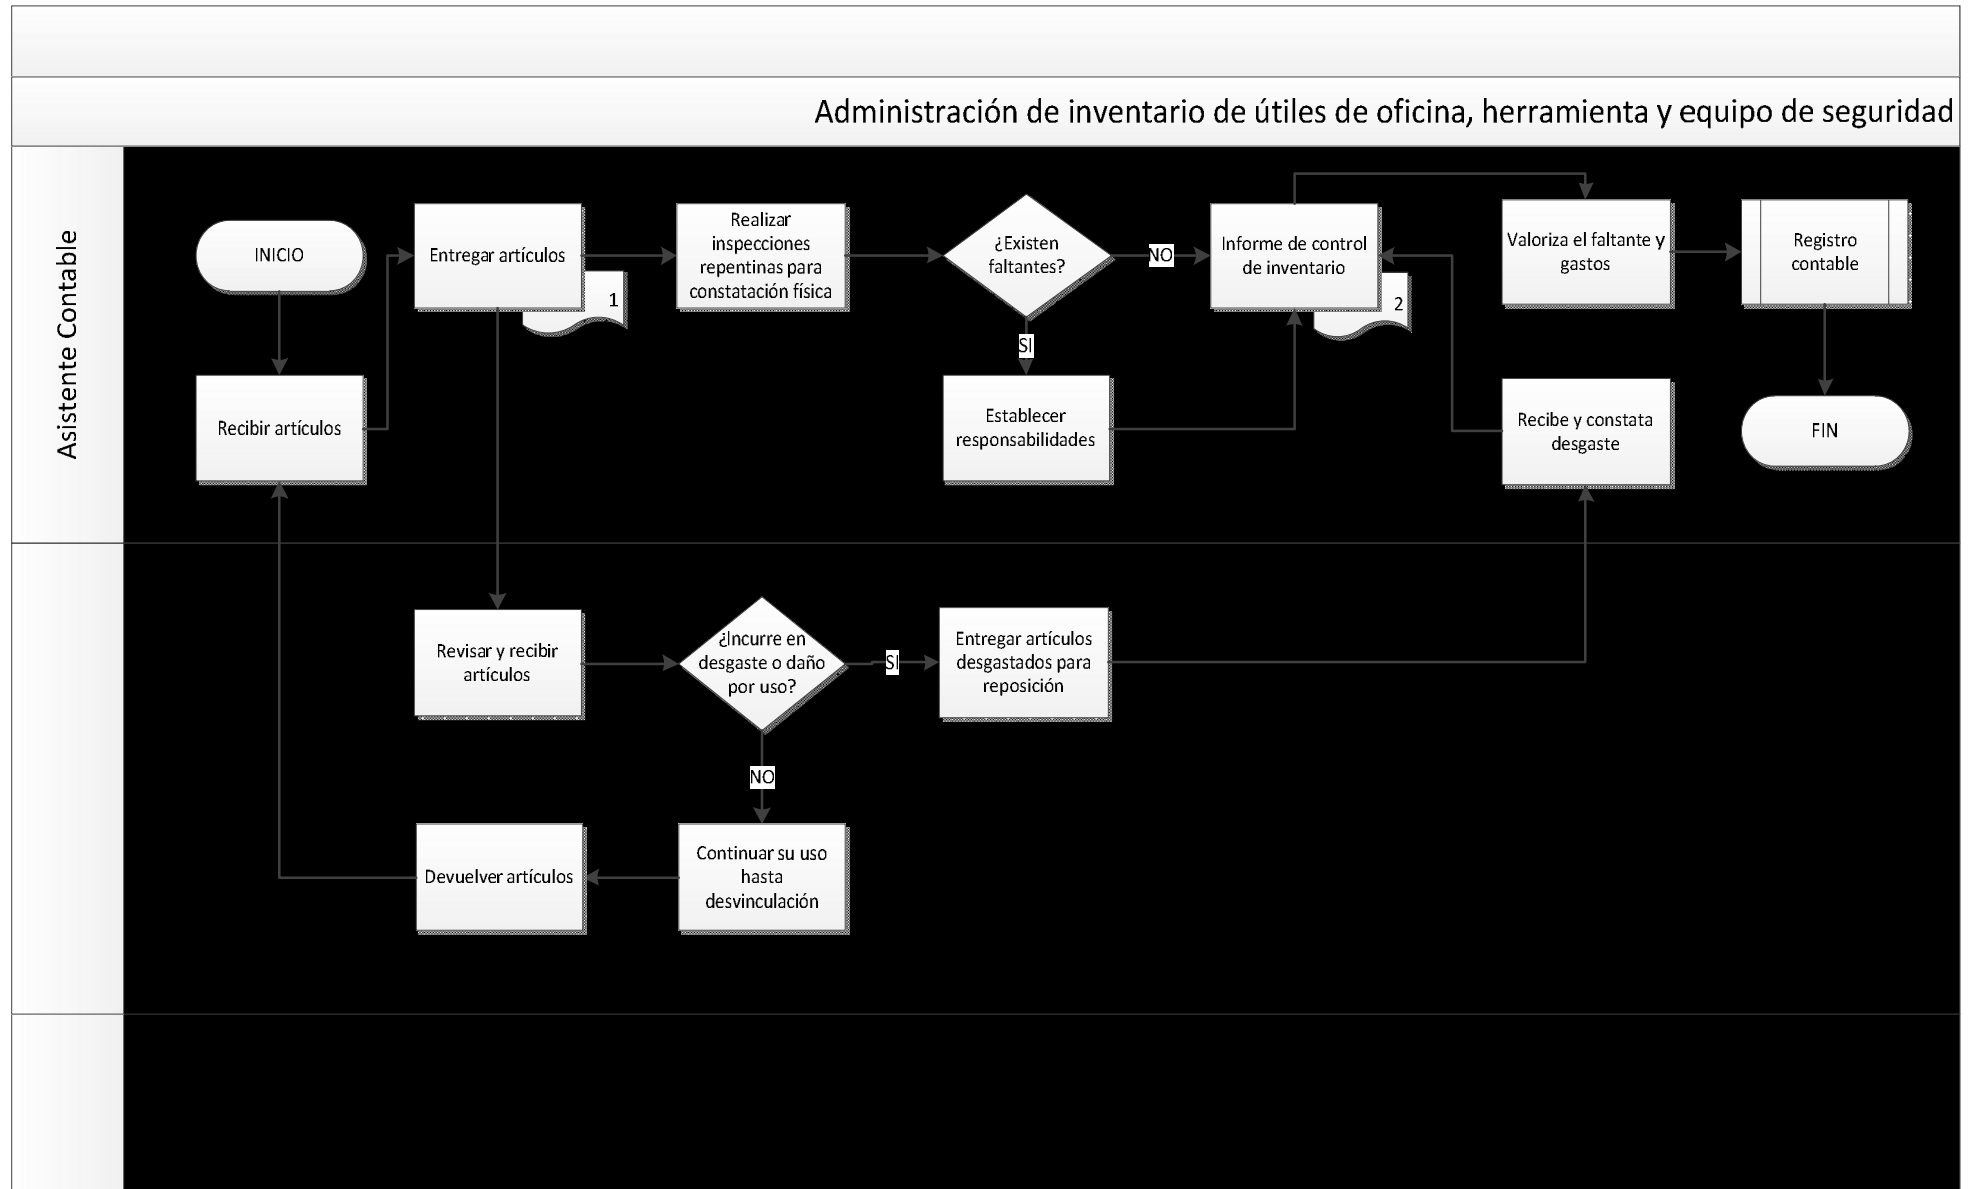 Administración de inventario de útiles de oficina, herramienta y equipo de seguridad
Asistente Contable
INICIO
Recibir artículos
Entregar artículos
1
Realizar
inspecciones
repentinas para
constatación física
¿Existen
faltantes?
NO
SI
Establecer
responsabilidades
Informe de control
de inventario
2
Valoriza el faltante y
gastos
Registro
contable
Recibe y constata
desgaste
FIN
Revisar y recibir
artículos
¿Incurre en
desgaste o daño
por uso?
SI
Entregar artículos
desgastados para
reposición
NO
Continuar su uso
hasta
desvinculación
Devuelver artículos